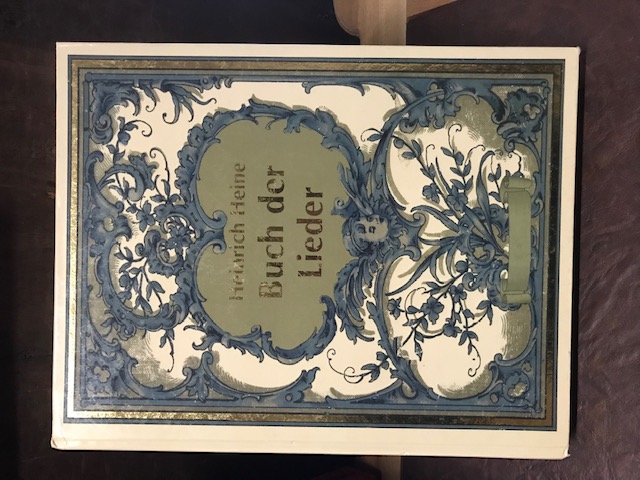 Heinrich Heine
Buch der
Lieder